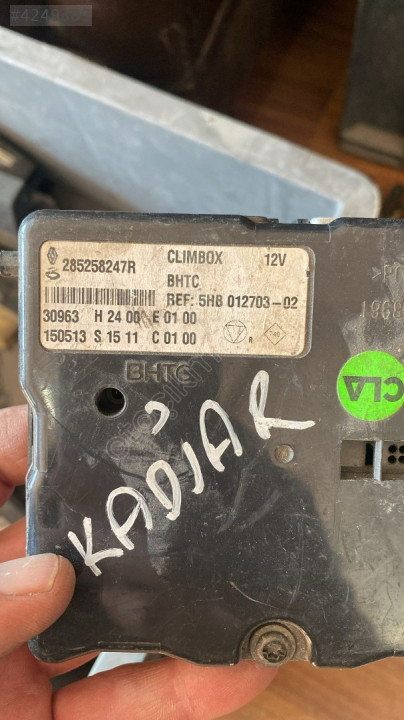 285258247R CLIMBOX 12V
BHTC
REF: 5HB 012703-02
30963 H 24 00 E 01 00
150513 S 15 11 C 01 00
BHTC
CLA
KADJAR